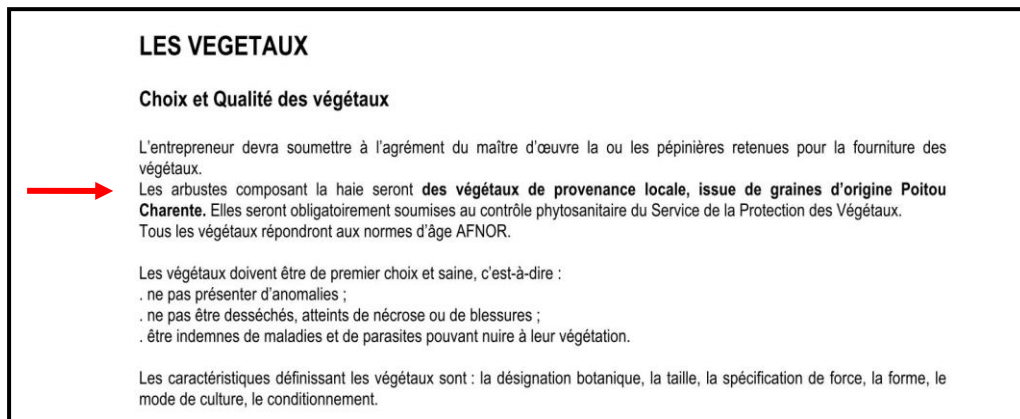 LES VEGETAUX
Choix et Qualité des végétaux
L'entrepreneur devra soumettre à l'agrément du maître d'œuvre la ou les pépinières retenues pour la fourniture des
végétaux.
Les arbustes composant la haie seront des végétaux de provenance locale, issue de graines d'origine Poitou
Charente. Elles seront obligatoirement soumises au contrôle phytosanitaire du Service de la Protection des Végétaux.
Tous les végétaux répondront aux normes d'âge AFNOR.
Les végétaux doivent être de premier choix et saine, c'est-à-dire :
. ne pas présenter d'anomalies ;
. ne pas être desséchés, atteints de nécrose ou de blessures ;
. être indemnes de maladies et de parasites pouvant nuire à leur végétation.
Les caractéristiques définissant les végétaux sont : la désignation botanique, la taille, la spécification de force, la forme, le
mode de culture, le conditionnement.